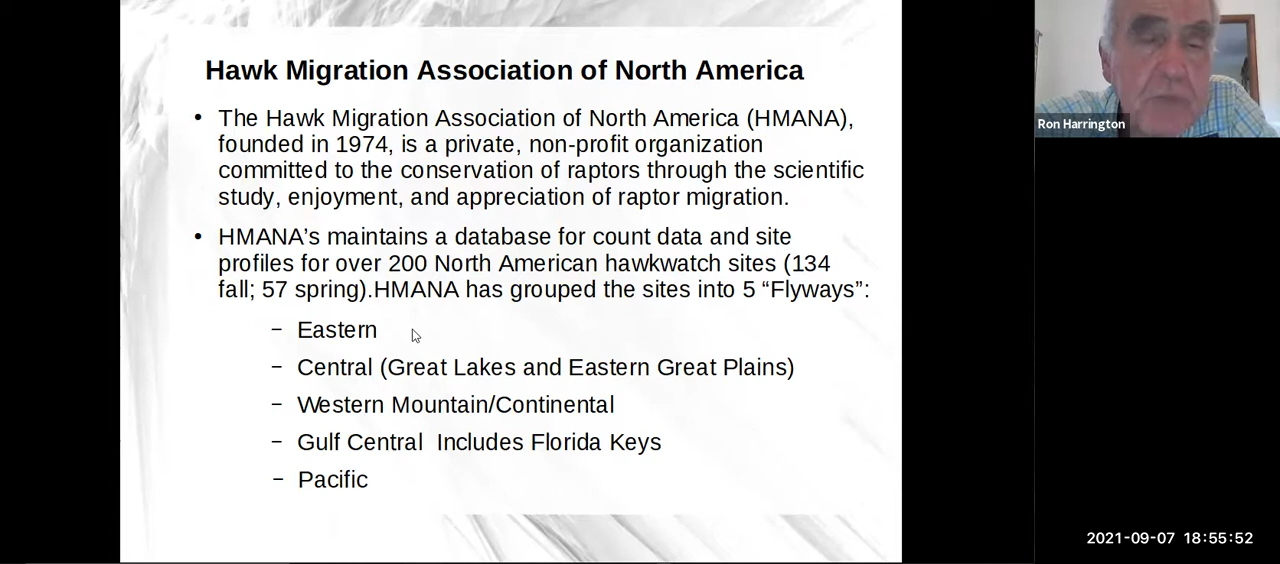 Hawk Migration Association of North America
• The Hawk Migration Association of North America (HMANA),
founded in 1974, is a private, non-profit organization
committed to the conservation of raptors through the scientific
study, enjoyment, and appreciation of raptor migration.
• HMANA’s maintains a database for count data and site
profiles for over 200 North American hawkwatch sites (134
fall; 57 spring).HMANA has grouped the sites into 5 “Flyways”:
– Eastern
– Central (Great Lakes and Eastern Great Plains)
– Western Mountain/Continental
– Gulf Central  Includes Florida Keys
– Pacific
Ron Harrington
2021-09-07 18:55:52